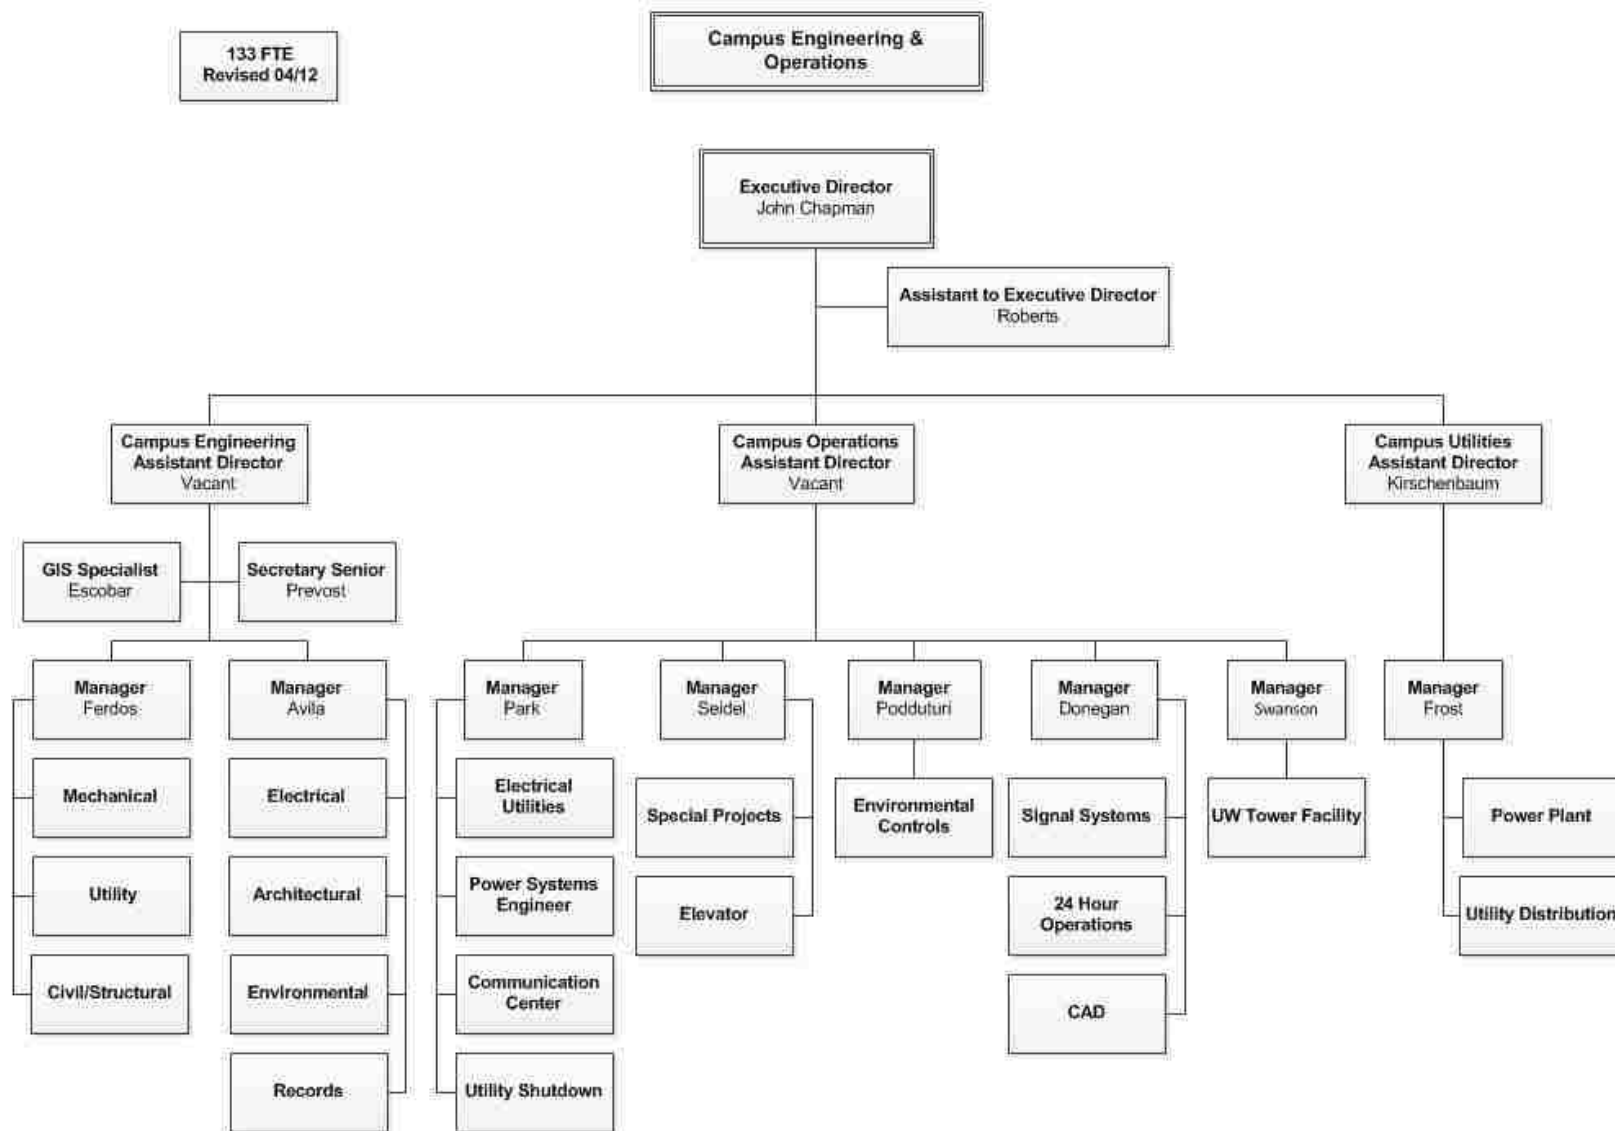 133 FTE
Revised 04/12
Campus Engineering &
Operations
Executive Director
John Chapman
Assistant to Executive Director
Roberts
Campus Engineering
Assistant Director
Vacant
Campus Operations
Assistant Director
Vacant
Campus Utilities
Assistant Director
Kirschenbaum
GIS Specialist
Escobar
Secretary Senior
Prevost
Manager
Ferdos
Manager
Avila
Manager
Park
Manager
Seidel
Manager
Podduturi
Manager
Donegan
Manager
Swanson
Manager
Frost
Mechanical
Utility
Civil/Structural
Electrical
Architectural
Environmental
Records
Electrical
Utilities
Power Systems
Engineer
Communication
Center
Utility Shutdown
Special Projects
Elevator
Environmental
Controls
Signal Systems
24 Hour
Operations
CAD
UW Tower Facility
Power Plant
Utility Distribution